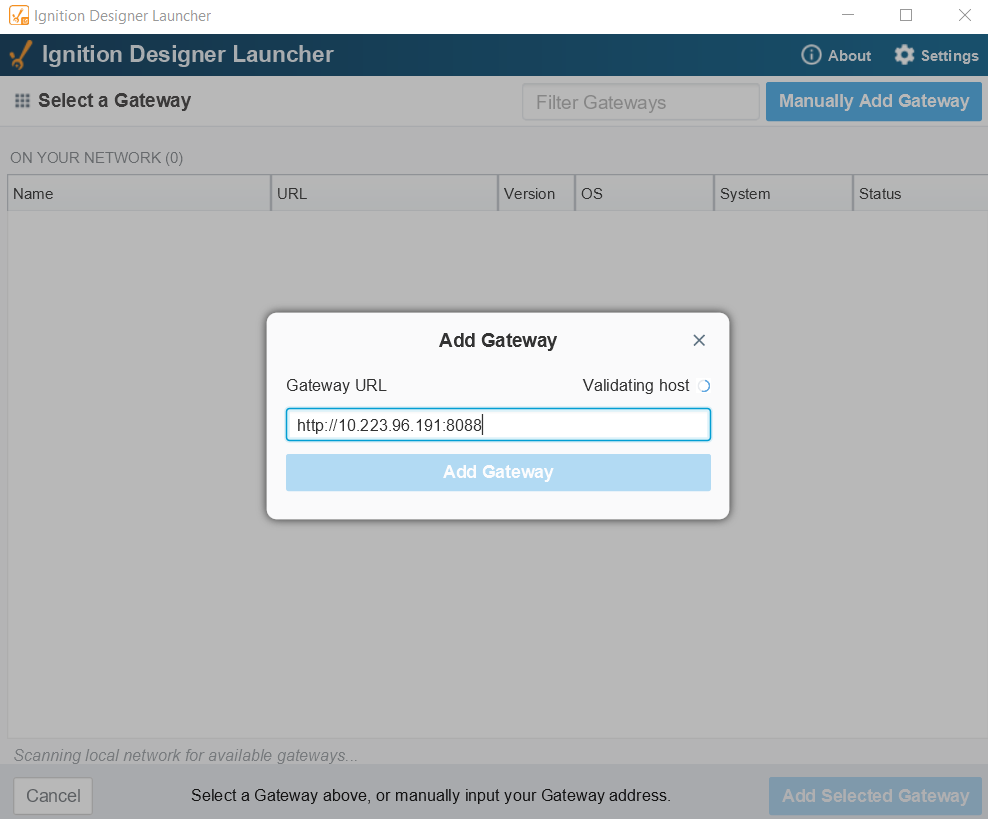 Ignition Designer Launcher
Ignition Designer Launcher
About
Settings
Select a Gateway
Filter Gateways
Manually Add Gateway
ON YOUR NETWORK (0)
Name URL Version OS System Status
Add Gateway
Gateway URL
Validating host
http://10.223.96.191:8088
Add Gateway
Scanning local network for available gateways...
Cancel
Select a Gateway above, or manually input your Gateway address.
Add Selected Gateway